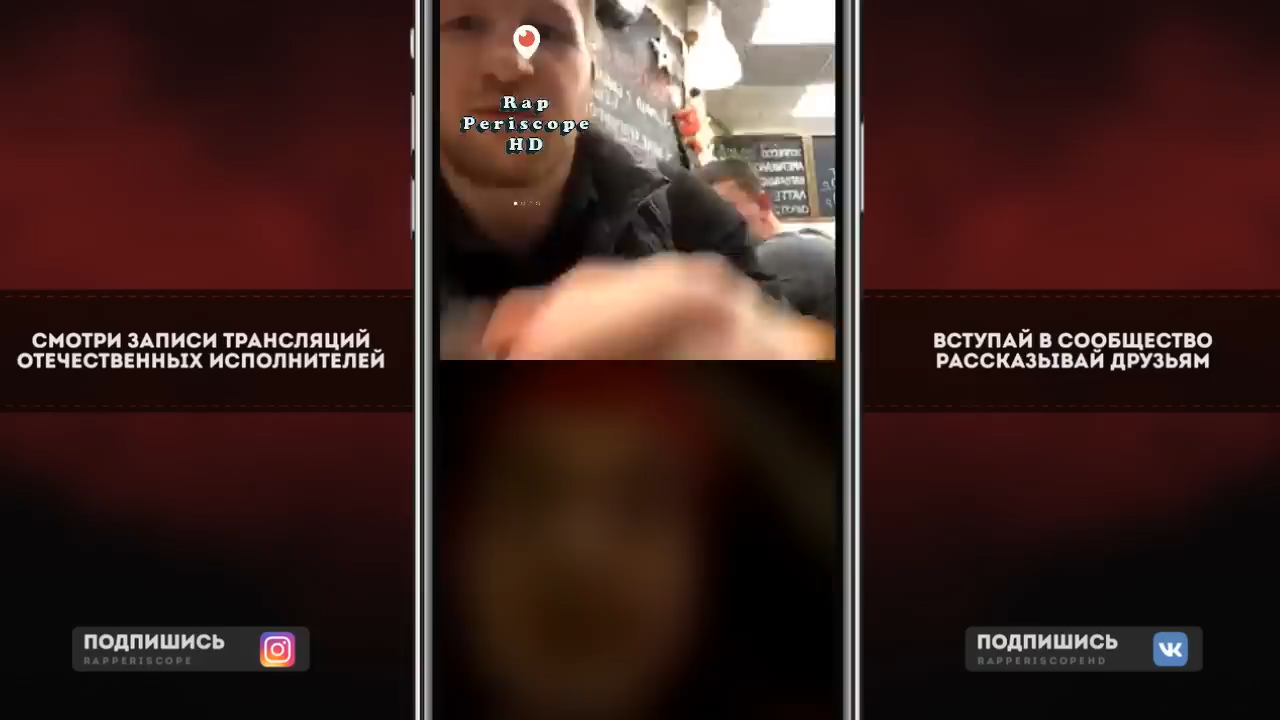 Rap
Periscope
HD
СМОТРИ ЗАПИСИ ТРАНСЛЯЦИЙ
ОТЕЧЕСТВЕННЫХ ИСПОЛНИТЕЛЕЙ
ВСТУПАЙ В СООБЩЕСТВО
РАССКАЗЫВАЙ ДРУЗЬЯМ
ПОДПИШИСЬ
RAPPERISCOPE
ПОДПИШИСЬ
RAPPERISCOPEHD